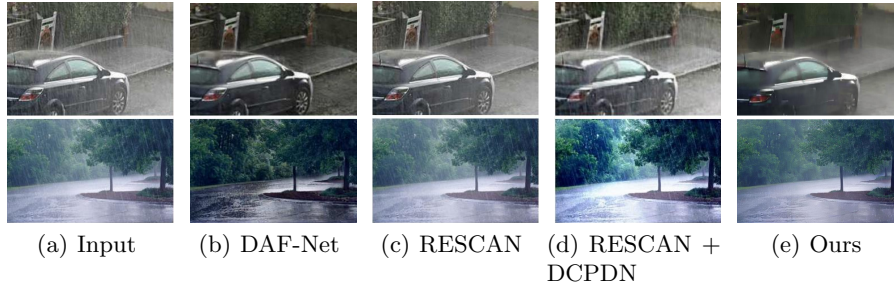 (a) Input
(b) DAF-Net
(c) RESCAN
(d) RESCAN +
DCPDN
(e) Ours